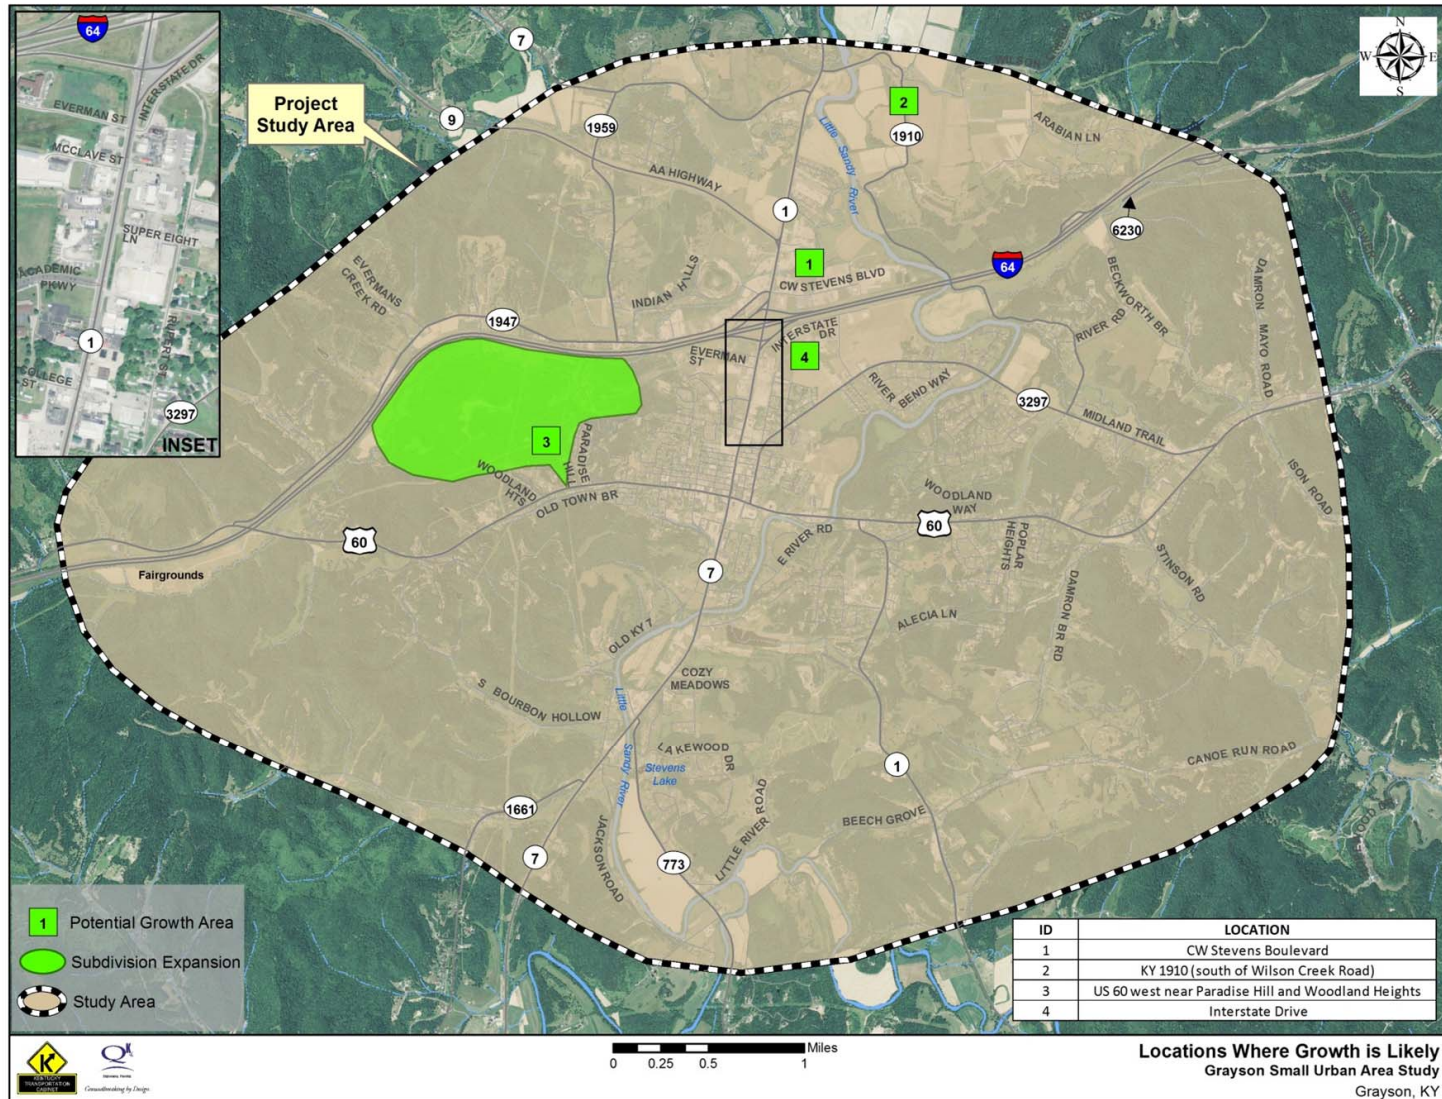 64
INTERSTATE DR
EVERMAN ST
MCCLAVE ST
SUPER EIGHT
LN
ACADEMIC
PKWY
RUPERT ST
1
COLLEGE
ST
3297
INSET
Project
Study Area
7
9
1959
AA HIGHWAY
1
Little Sandy River
2
1910
ARABIAN LN
N
W
E
S
6230
64
1
CW STEVENS BLVD
INDIAN HILLS
EVERMANS
CREEK RD
1947
BECKWORTH BR
DAMRON MAYO ROAD
RIVER RD
INTERSTATE
DR
EVERMAN
ST
4
RIVER
BEND WAY
3297
MIDLAND TRAIL
3
PARADISE
HILL
WOODLAND
HTS
OLD TOWN BR
60
WOODLAND
WAY
60
ISON ROAD
POPLAR
HEIGHTS
STINSON RD
E RIVER RD
Fairgrounds
7
ALECIA LN
DAMRON BR RD
OLD KY 7
COZY
MEADOWS
S BOURBON HOLLOW
Little Sandy River
LAKEWOOD
DR
Stevens
Lake
1
CANOE RUN ROAD
1661
7
JACKSON ROAD
773
LITTLE RIVER ROAD
BEECH GROVE
1 Potential Growth Area
Subdivision Expansion
Study Area
ID LOCATION
1 CW Stevens Boulevard
2 KY 1910 (south of Wilson Creek Road)
3 US 60 west near Paradise Hill and Woodland Heights
4 Interstate Drive
KENTUCKY
TRANSPORTATION
CABINET
Groundbreaking by Design
Miles
0 0.25 0.5 1
Locations Where Growth is Likely
Grayson Small Urban Area Study
Grayson, KY